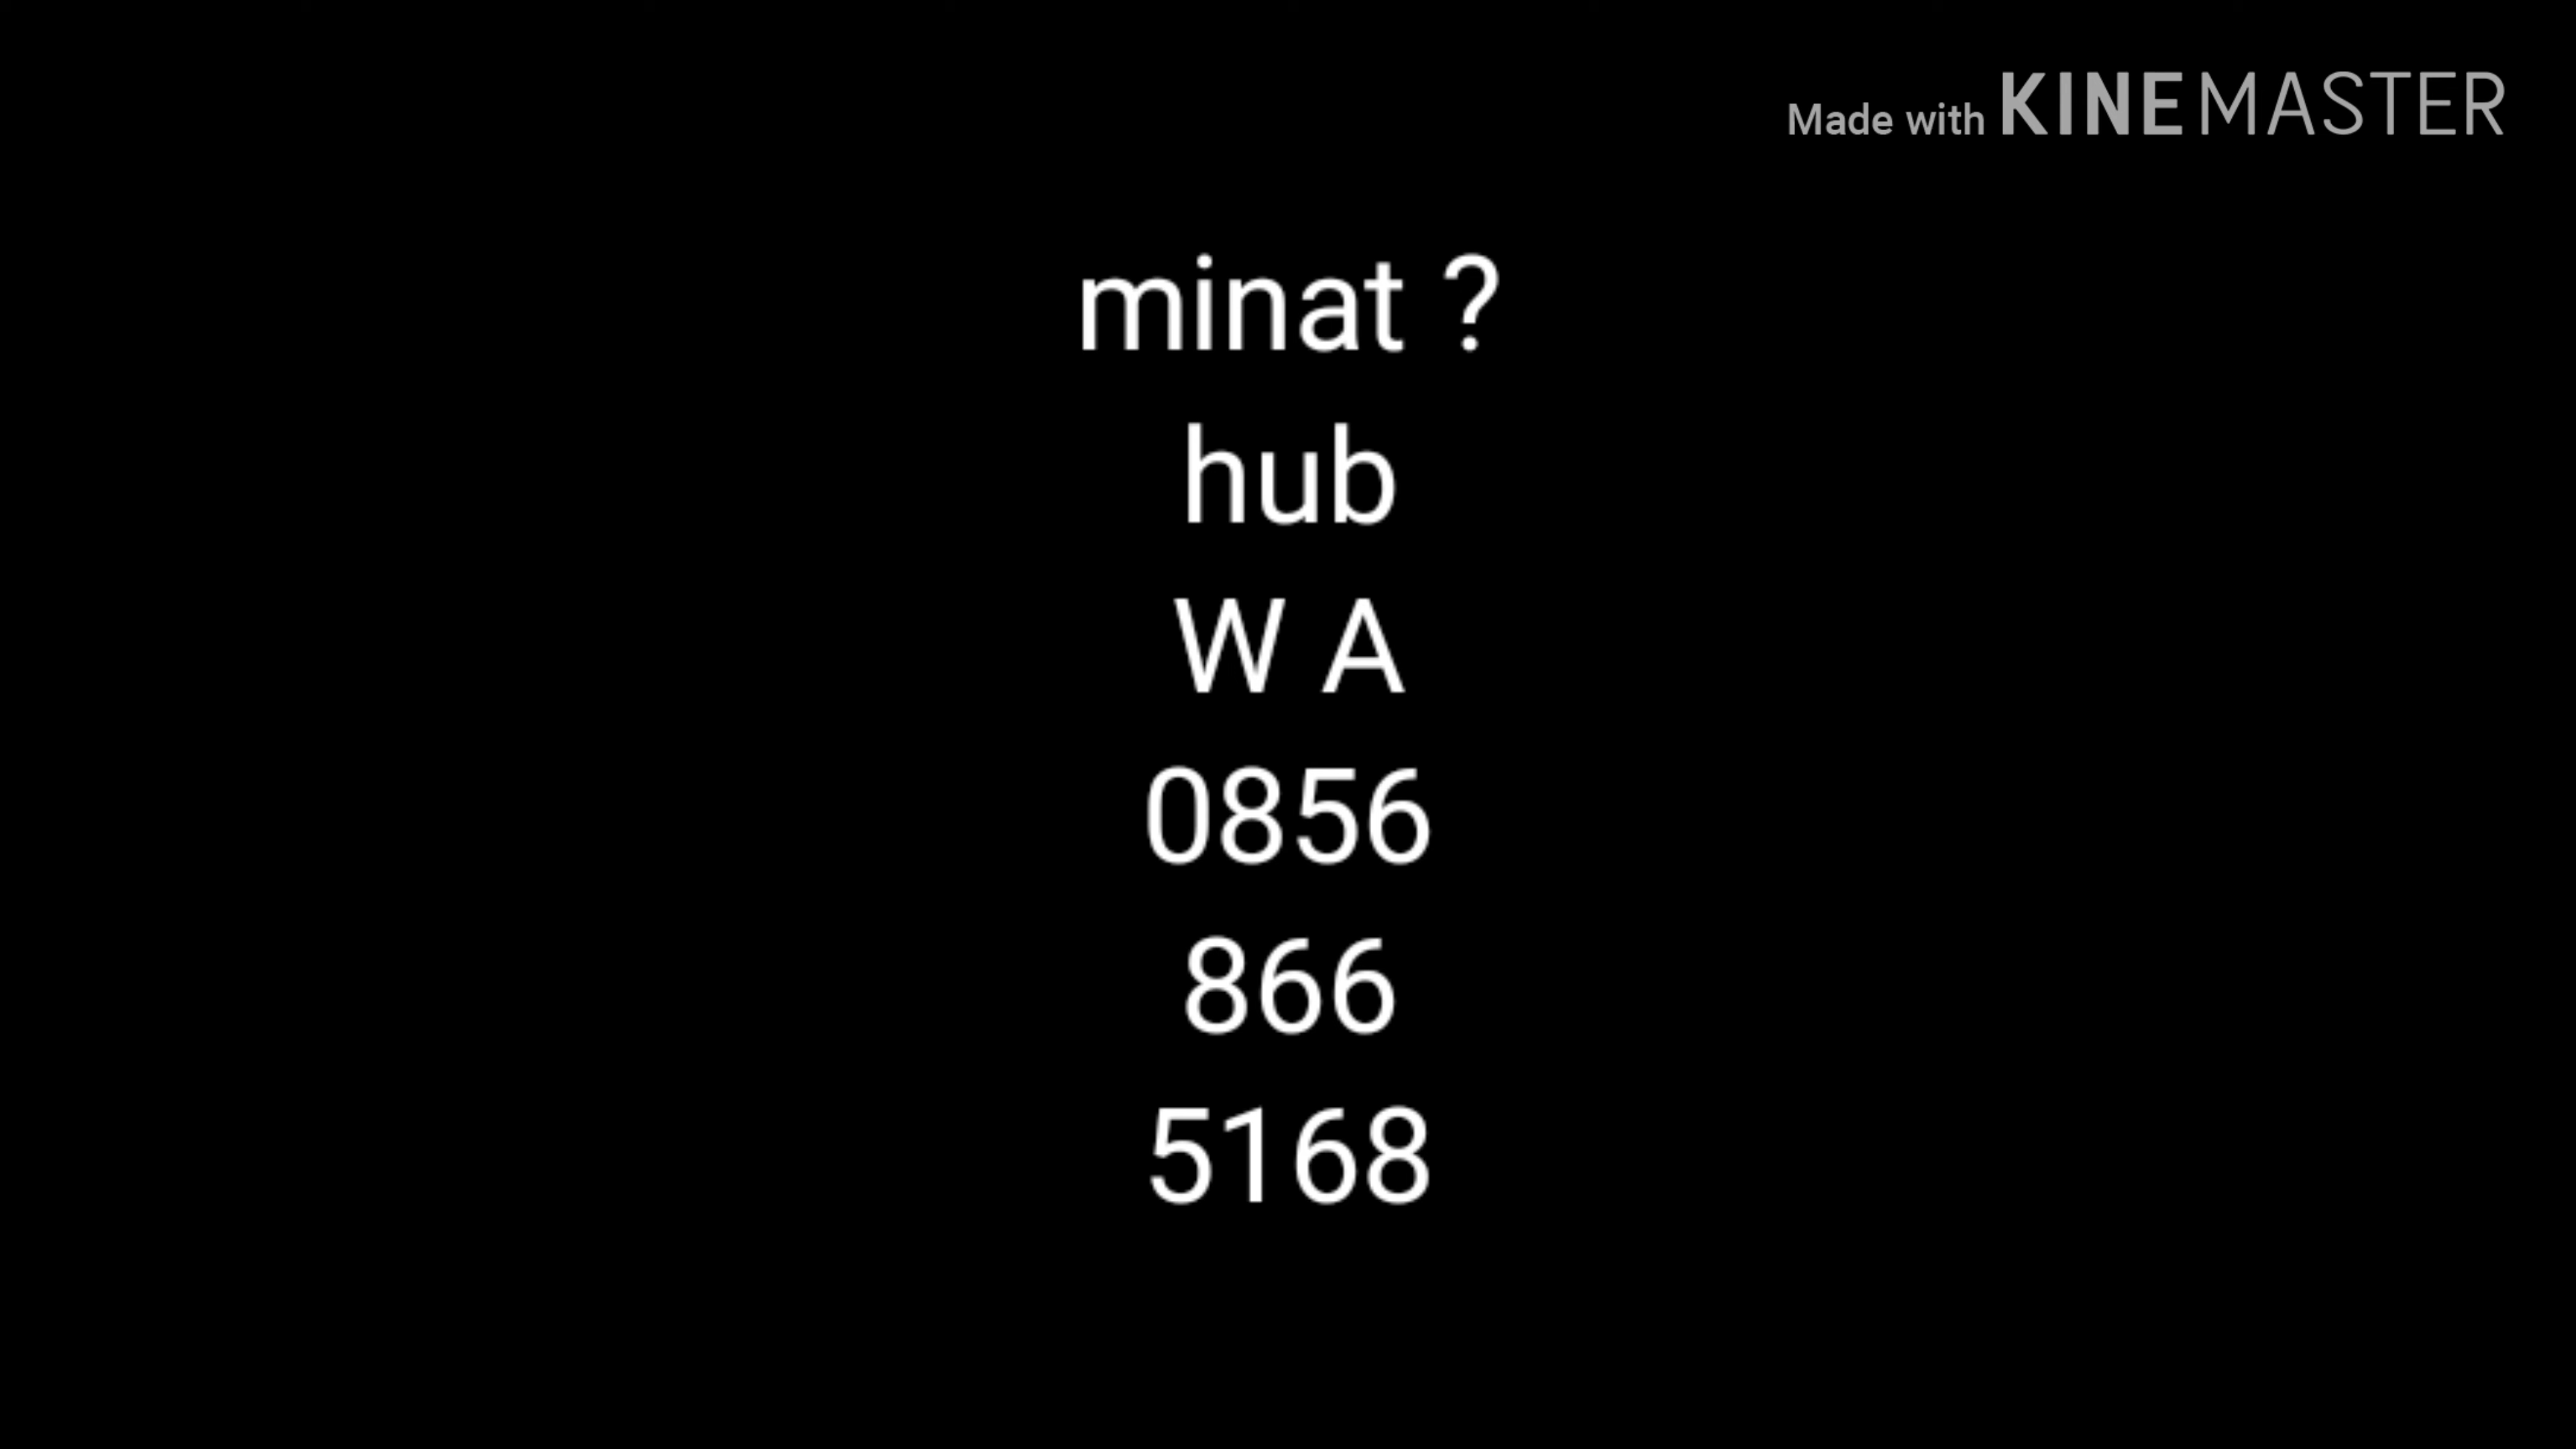 Made with KINEMASTER
minat ?
hub
W A
0856
866
5168